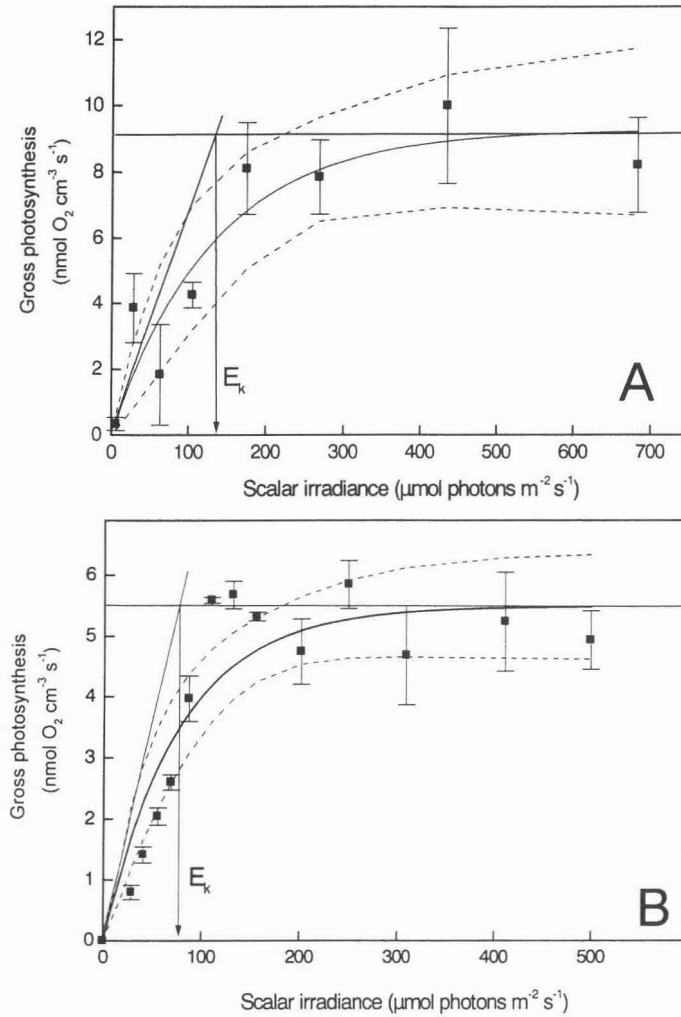 12
10
8
6
4
2
0
Gross photosynthesis
(nmol O₂ cm⁻³ s⁻¹)
E_k
A
0 100 200 300 400 500 600 700
Scalar irradiance (μmol photons m⁻² s⁻¹)
6
5
4
3
2
1
0
Gross photosynthesis
(nmol O₂ cm⁻³ s⁻¹)
E_k
B
0 100 200 300 400 500
Scalar irradiance (μmol photons m⁻² s⁻¹)